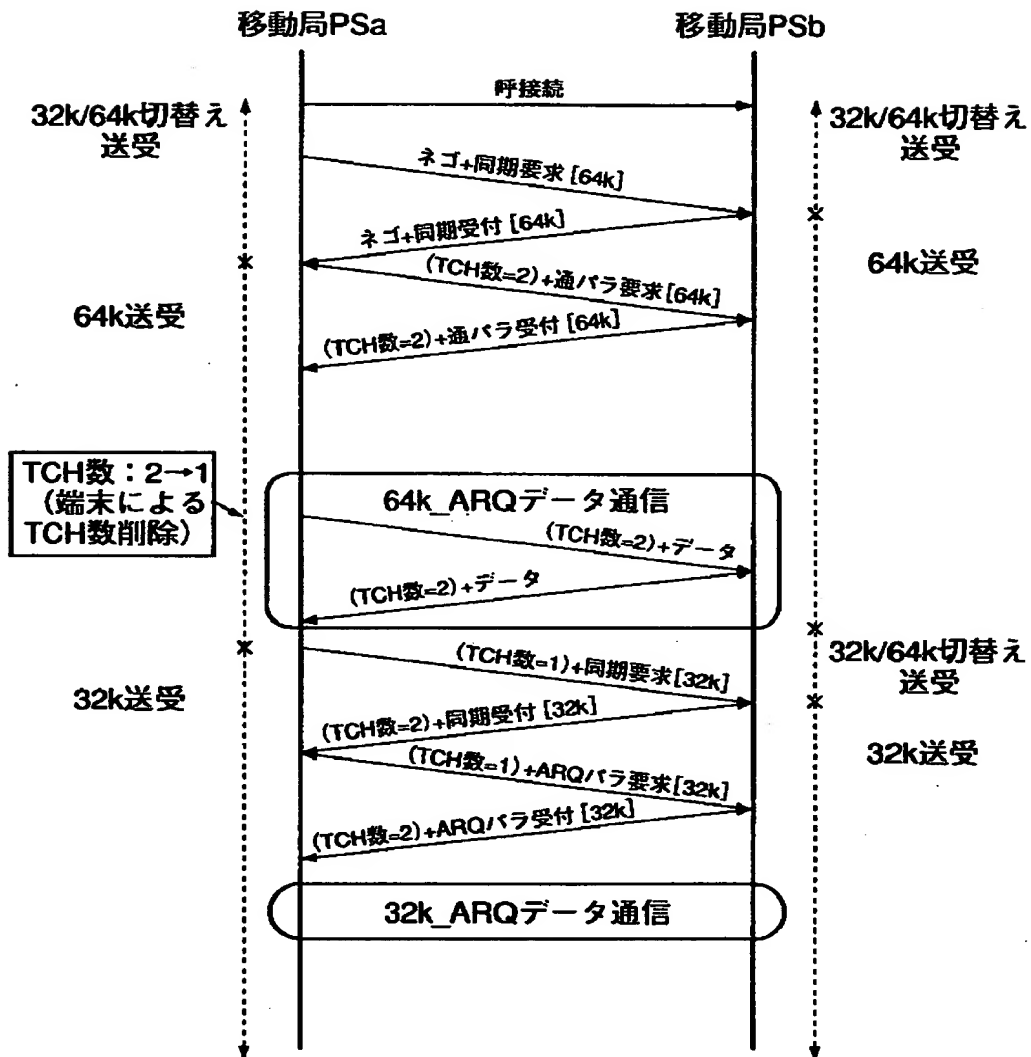 移動局PSa
移動局PSb
呼接続
32k/64k切替え
送受
32k/64k切替え
送受
ネゴ+同期要求[64k]
ネゴ+同期受付[64k]
(TCH数=2)+通パラ要求[64k]
64k送受
64k送受
(TCH数=2)+通パラ受付[64k]
TCH数:2→1
(端末による
TCH数削除)
64k_ARQデータ通信
(TCH数=2)+データ
(TCH数=2)+データ
(TCH数=1)+同期要求[32k]
32k/64k切替え
送受
32k送受
(TCH数=2)+同期受付[32k]
(TCH数=1)+ARQパラ要求[32k]
32k送受
(TCH数=2)+ARQパラ受付[32k]
32k_ARQデータ通信